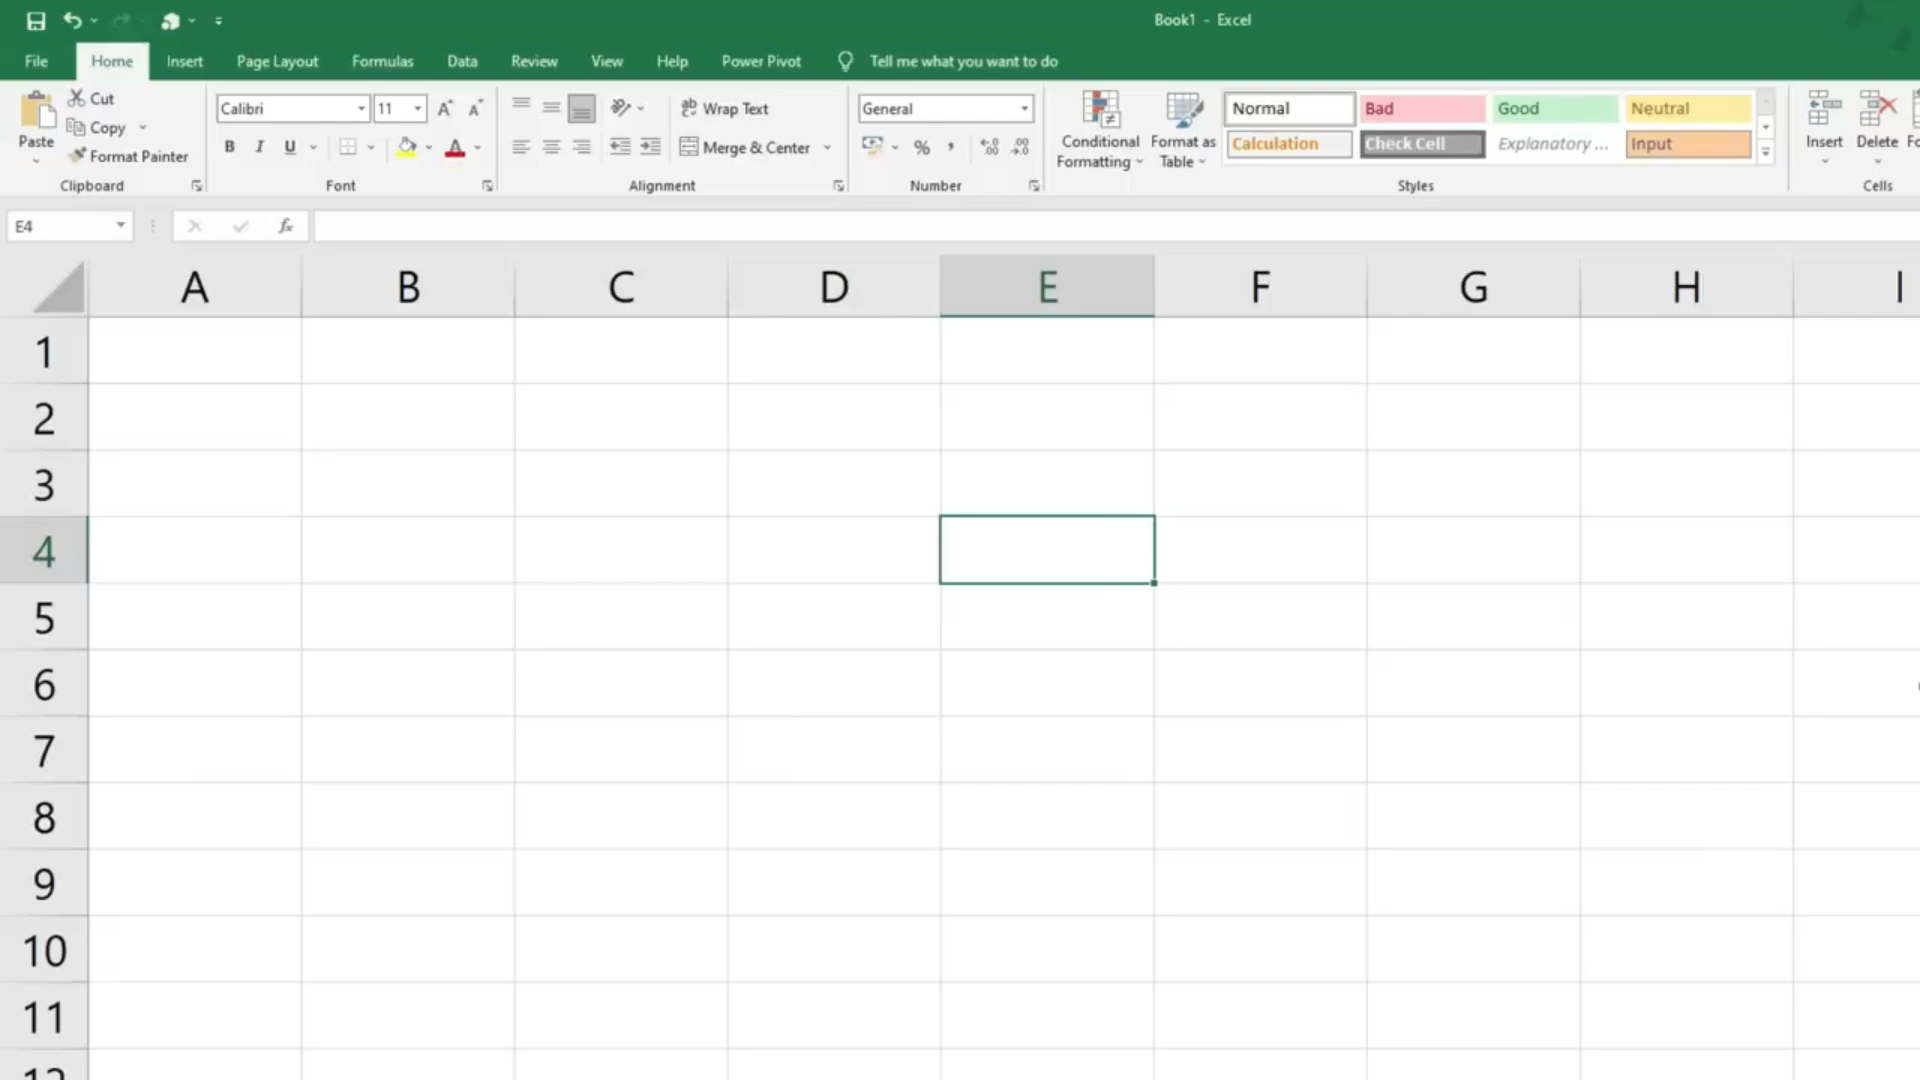 Book1 - Excel
File Home Insert Page Layout Formulas Data Review View Help Power Pivot Tell me what you want to do
Paste
Cut
Copy
Format Painter
Clipboard
Calibri 11
B I U
Font
Wrap Text
Merge & Center
Alignment
General
Number
Conditional Formatting
Format as Table
Normal Bad Good Neutral
Calculation Check Cell Explanatory ... Input
Styles
Insert Delete Fo
Cells
E4 fx
A B C D E F G H I
1
2
3
4
5
6
7
8
9
10
11
12